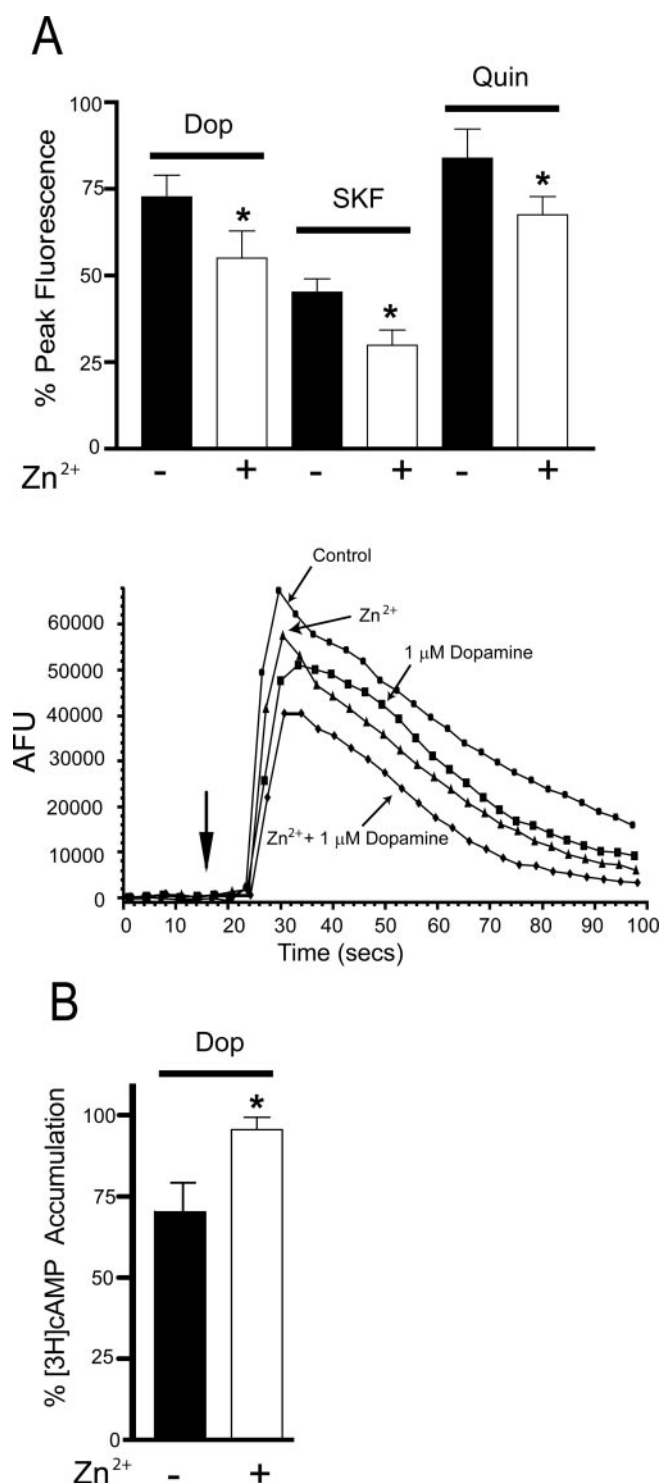 A
Quin
Dop
SKF
% Peak Fluorescence
100
75
50
25
0
*
*
*
Zn²⁺ - + - + - +
Control
Zn²⁺
1 μM Dopamine
Zn²⁺ + 1 μM Dopamine
AFU
60000
50000
40000
30000
20000
10000
0
0 10 20 30 40 50 60 70 80 90 100
Time (secs)
B
Dop
*
% [3H]cAMP Accumulation
100
75
50
25
0
Zn²⁺ - +